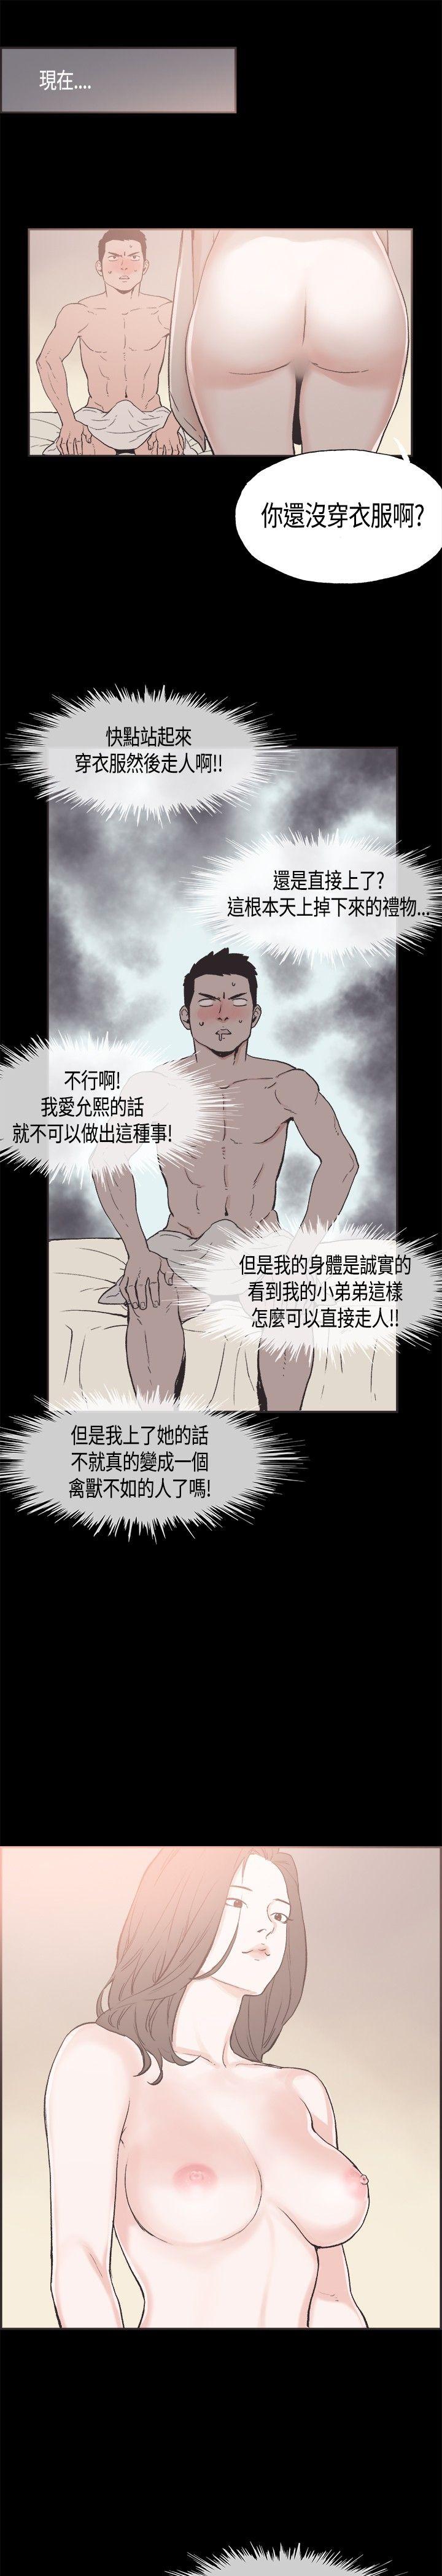 現在....
你還沒穿衣服啊?
快點站起來
穿衣服然後走人啊!!
還是直接上了?
這根本天上掉下來的禮物...
不行啊!
我愛允熙的話
就不可以做出這種事!
但是我的身體是誠實的
看到我的小弟弟這樣
怎麼可以直接走人!!
但是我上了她的話
不就真的變成一個
禽獸不如的人了嗎!